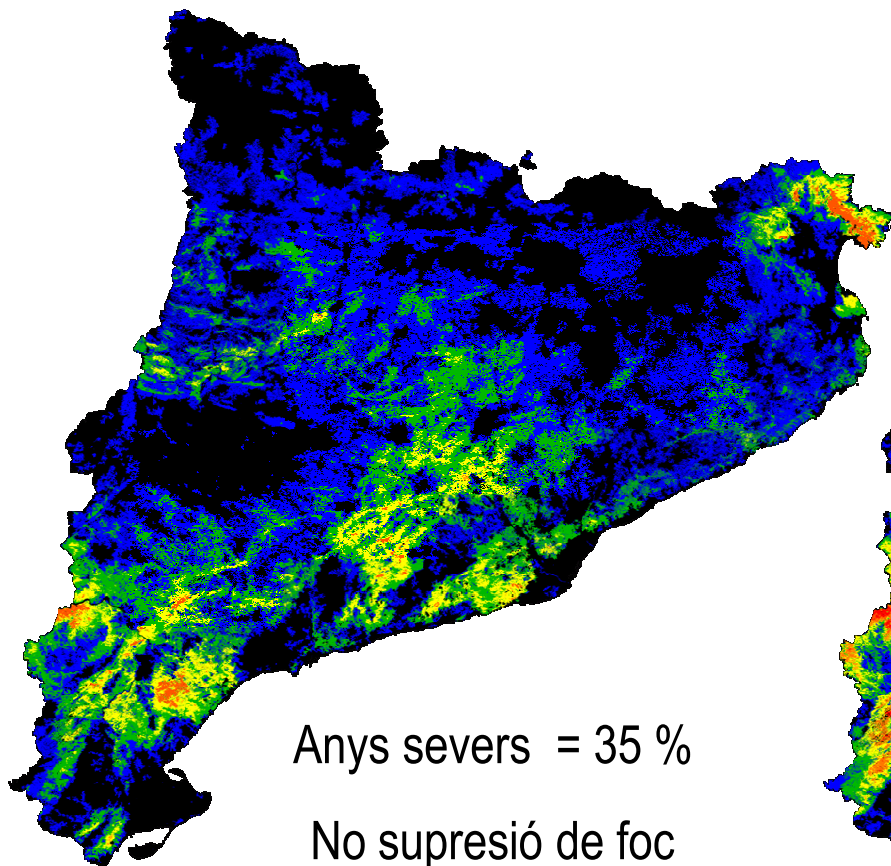 Anys severs = 35 %
No supresió de foc